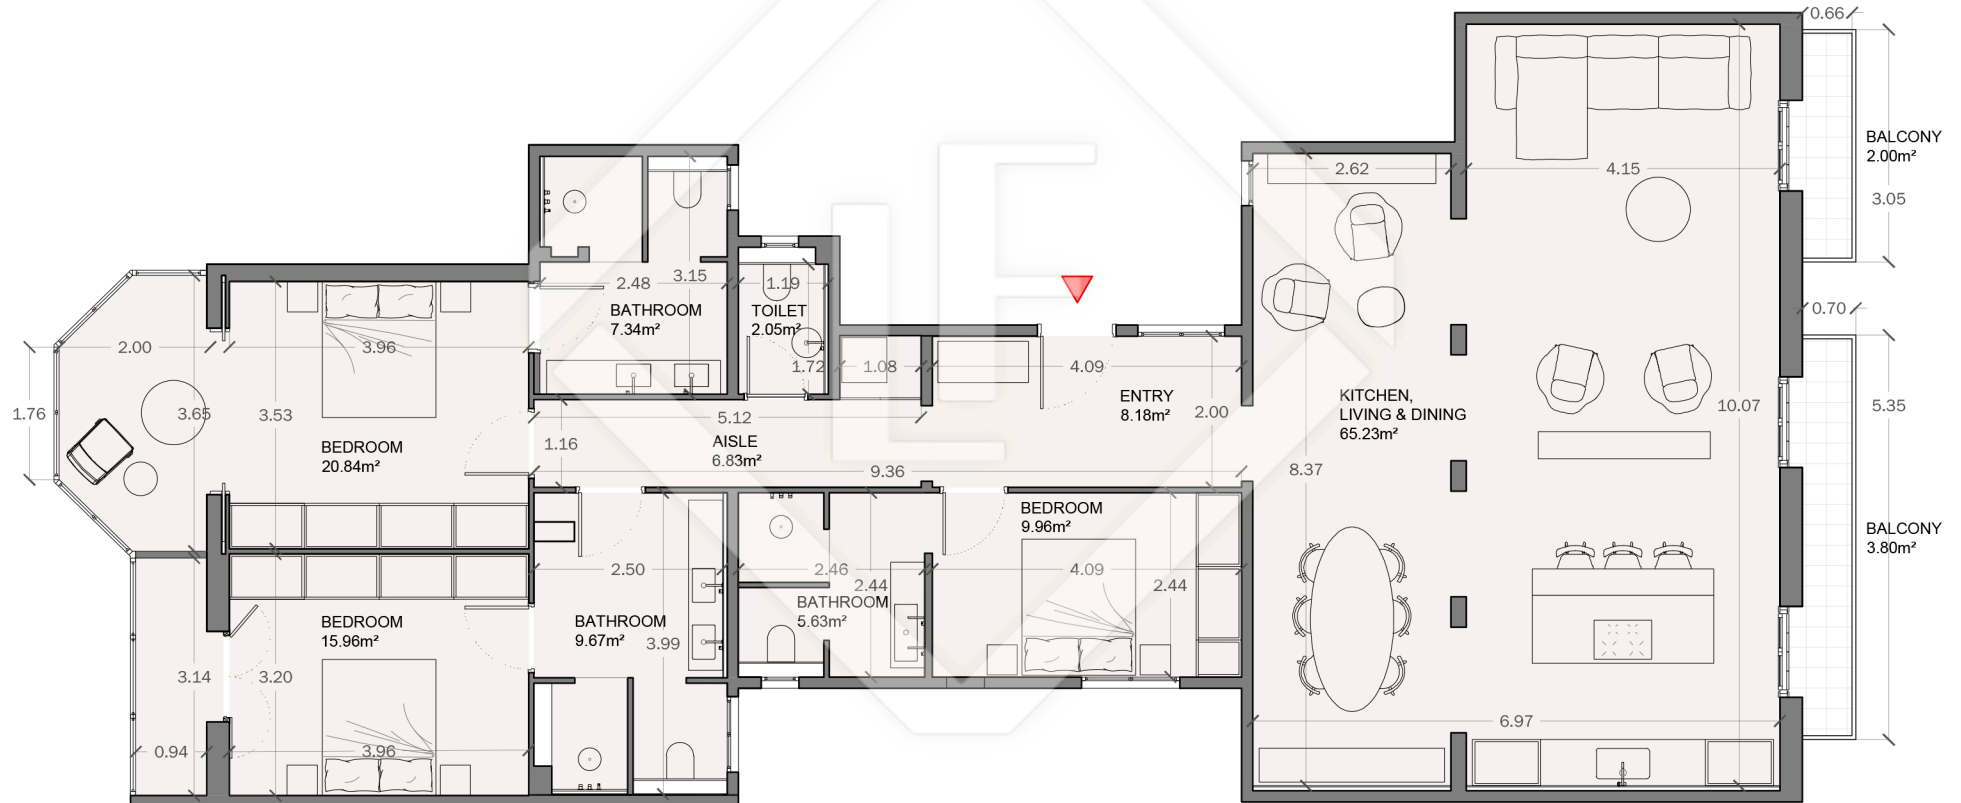 0.66
BALCONY
2.00m²
2.62
4.15
3.05
2.48
3.15
1.19
BATHROOM
7.34m²
TOILET
2.05m²
0.70
2.00
3.96
1.72
1.08
4.09
ENTRY
8.18m²
2.00
KITCHEN,
LIVING & DINING
65.23m²
10.07
5.35
1.76
3.65
3.53
5.12
1.16
AISLE
6.83m²
BEDROOM
20.84m²
9.36
8.37
BEDROOM
9.96m²
BALCONY
3.80m²
2.50
2.46
2.44
4.09
2.44
BATHROOM
5.63m²
BEDROOM
15.96m²
BATHROOM
9.67m²
3.99
3.14
3.20
6.97
0.94
3.96
LF